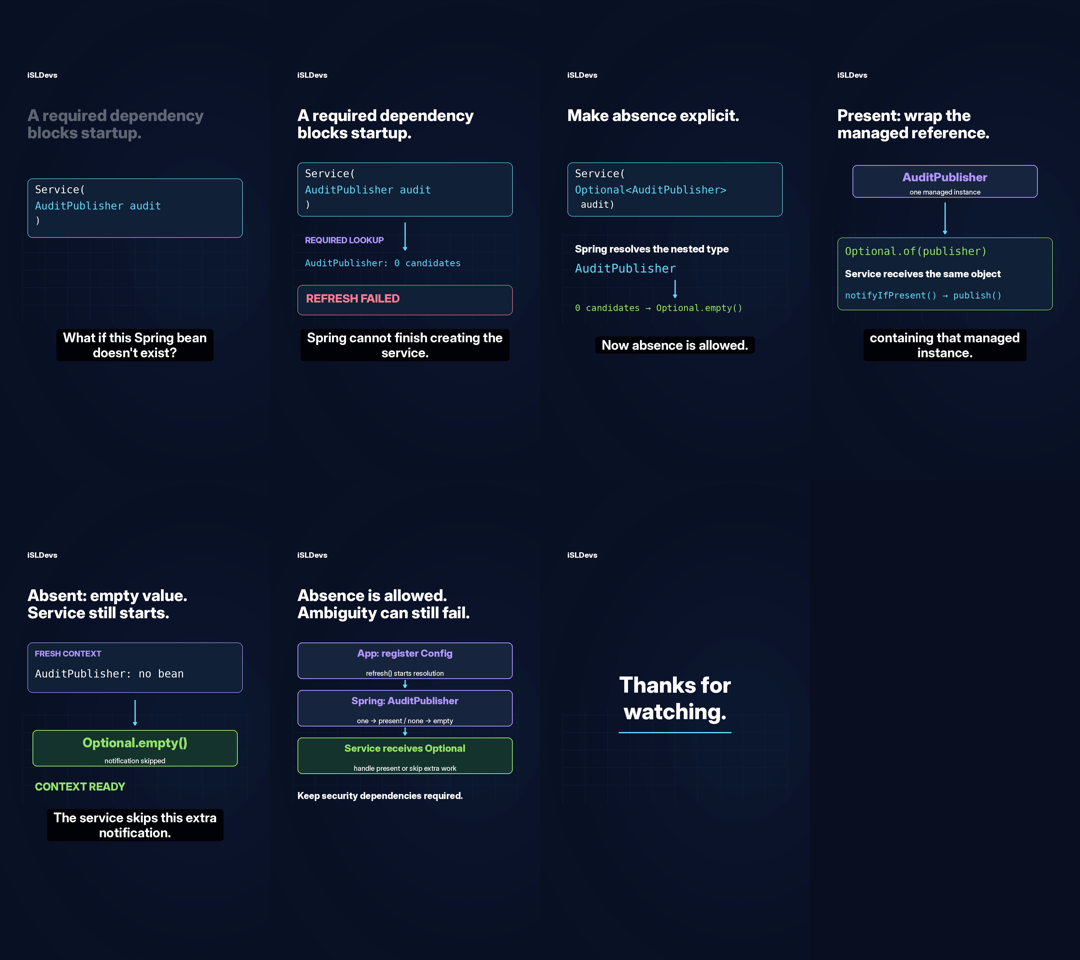 iSLDevs
A required dependency
blocks startup.
Service(
AuditPublisher audit
)
What if this Spring bean
doesn't exist?
iSLDevs
A required dependency
blocks startup.
Service(
AuditPublisher audit
)
REQUIRED LOOKUP
AuditPublisher: 0 candidates
REFRESH FAILED
Spring cannot finish creating the
service.
iSLDevs
Make absence explicit.
Service(
Optional<AuditPublisher>
audit)
Spring resolves the nested type
AuditPublisher
0 candidates → Optional.empty()
Now absence is allowed.
iSLDevs
Present: wrap the
managed reference.
AuditPublisher
one managed instance
Optional.of(publisher)
Service receives the same object
notifyIfPresent() → publish()
containing that managed
instance.
iSLDevs
Absent: empty value.
Service still starts.
FRESH CONTEXT
AuditPublisher: no bean
Optional.empty()
notification skipped
CONTEXT READY
The service skips this extra
notification.
iSLDevs
Absence is allowed.
Ambiguity can still fail.
App: register Config
refresh() starts resolution
Spring: AuditPublisher
one → present / none → empty
Service receives Optional
handle present or skip extra work
Keep security dependencies required.
iSLDevs
Thanks for
watching.